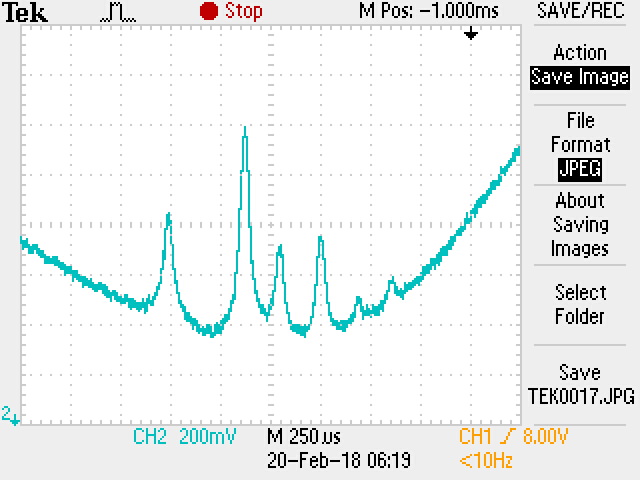 Tek Stop M Pos: -1.000ms SAVE/REC
Action
Save Image
File
Format
JPEG
About
Saving
Images
Select
Folder
Save
TEK0017.JPG
2
CH2 200mV M 250µs CH1 8.00V
20-Feb-18 06:19 <10Hz